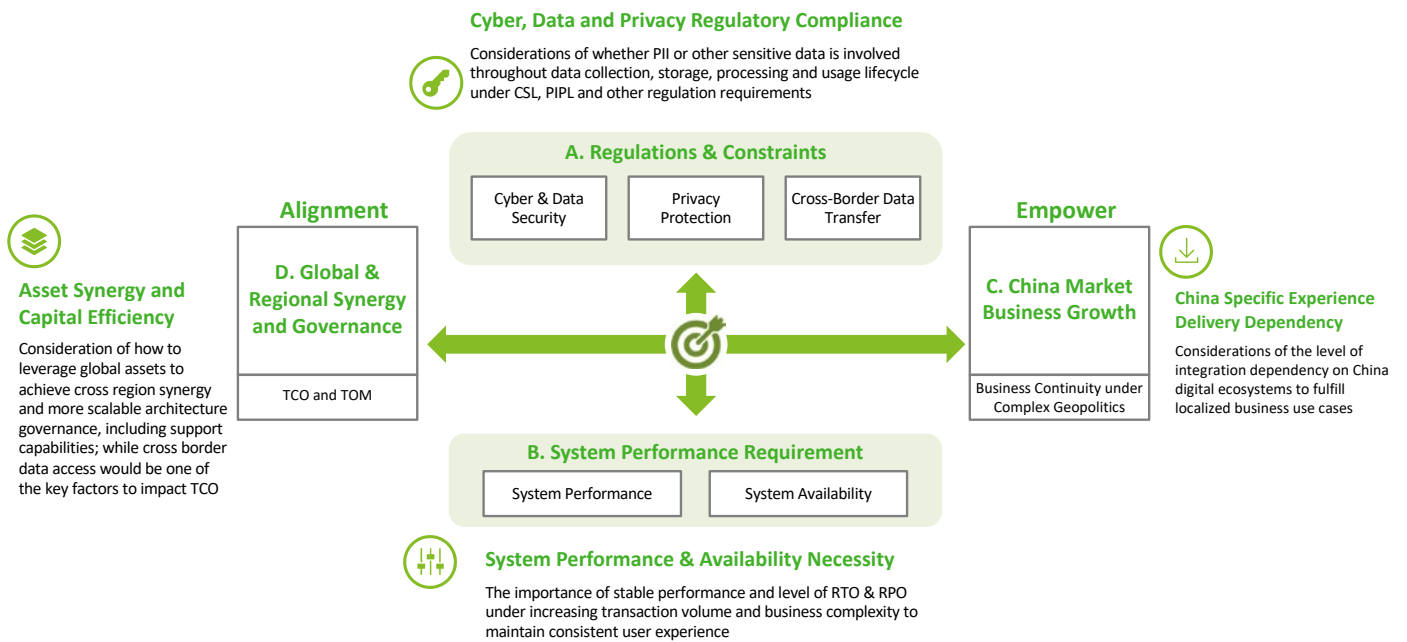 Cyber, Data and Privacy Regulatory Compliance
Considerations of whether PII or other sensitive data is involved
throughout data collection, storage, processing and usage lifecycle
under CSL, PIPL and other regulation requirements
A. Regulations & Constraints
Cyber & Data
Security
Privacy
Protection
Cross-Border Data
Transfer
Alignment
D. Global &
Regional Synergy
and Governance
TCO and TOM
Asset Synergy and
Capital Efficiency
Consideration of how to
leverage global assets to
achieve cross region synergy
and more scalable architecture
governance, including support
capabilities; while cross border
data access would be one of
the key factors to impact TCO
Empower
C. China Market
Business Growth
Business Continuity under
Complex Geopolitics
China Specific Experience
Delivery Dependency
Considerations of the level of
integration dependency on China
digital ecosystems to fulfill
localized business use cases
B. System Performance Requirement
System Performance
System Availability
System Performance & Availability Necessity
The importance of stable performance and level of RTO & RPO
under increasing transaction volume and business complexity to
maintain consistent user experience